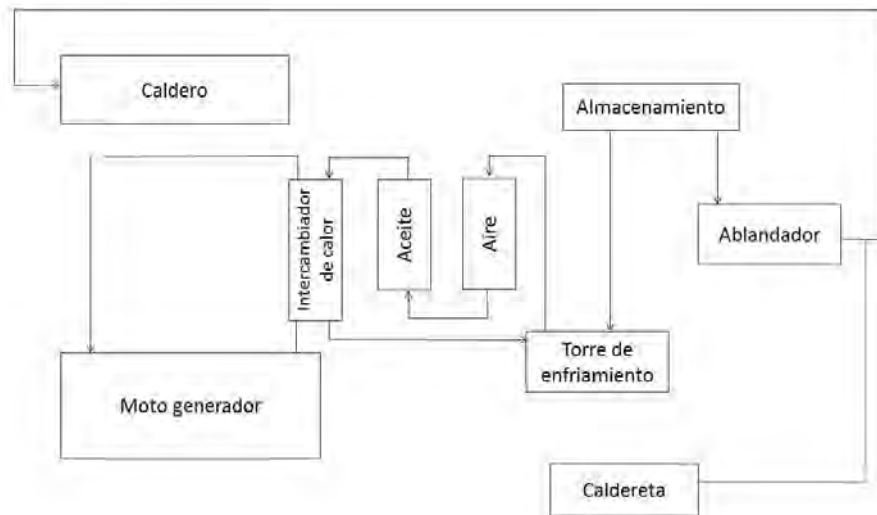 Caldero
Almacenamiento
Intercambiador
de calor
Aceite
Aire
Ablandador
Torre de
enfriamiento
Moto generador
Caldereta